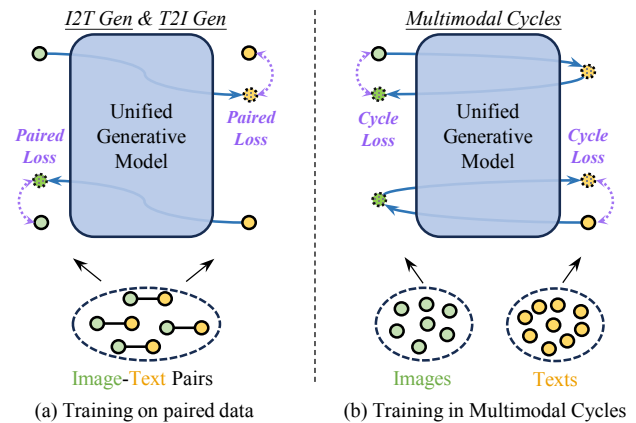 I2T Gen & T2I Gen
Unified
Generative
Model
Paired
Loss
Paired
Loss
Image-Text Pairs
(a) Training on paired data
Multimodal Cycles
Unified
Generative
Model
Cycle
Loss
Cycle
Loss
Images
Texts
(b) Training in Multimodal Cycles